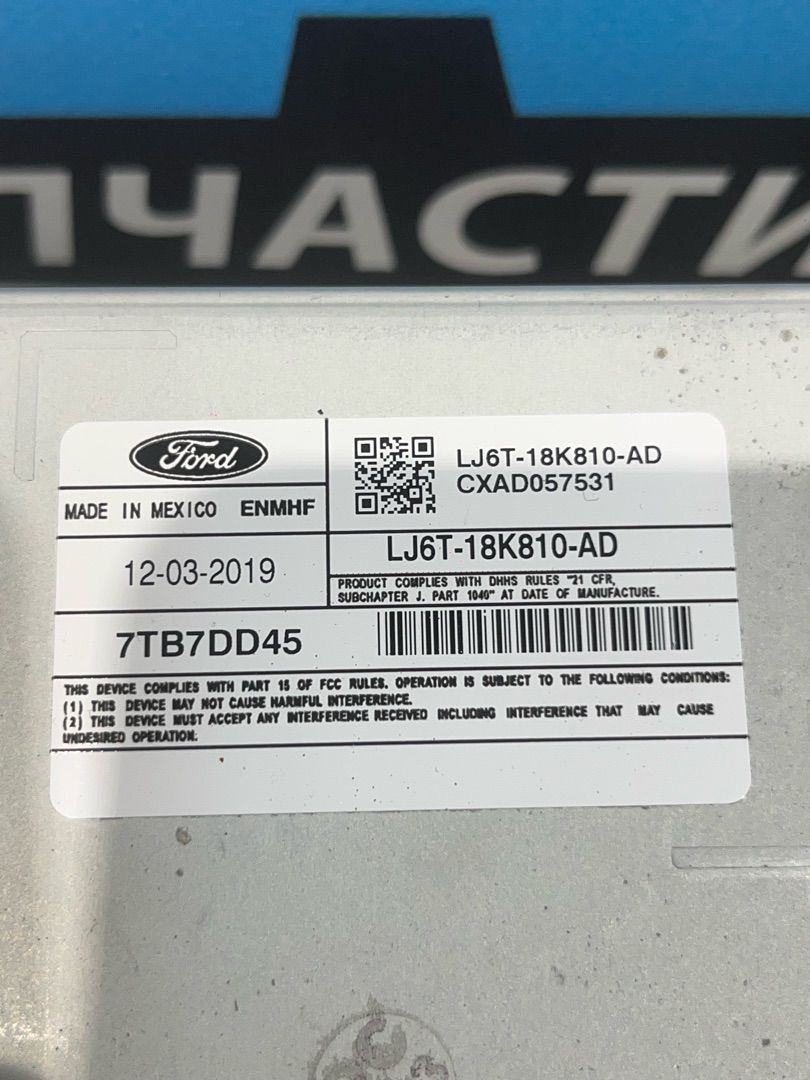 ПЧАСТИ
Ford
MADE IN MEXICO ENMHF
LJ6T-18K810-AD
CXAD057531
12-03-2019
LJ6T-18K810-AD
PRODUCT COMPLIES WITH DHHS RULES "21 CFR,
SUBCHAPTER J. PART 1040" AT DATE OF MANUFACTURE.
7TB7DD45
THIS DEVICE COMPLIES WITH PART 15 OF FCC RULES. OPERATION IS SUBJECT TO THE FOLLOWING CONDITIONS:
(1) THIS DEVICE MAY NOT CAUSE HARMFUL INTERFERENCE.
(2) THIS DEVICE MUST ACCEPT ANY INTERFERENCE RECEIVED INCLUDING INTERFERENCE THAT MAY CAUSE
UNDESIRED OPERATION.